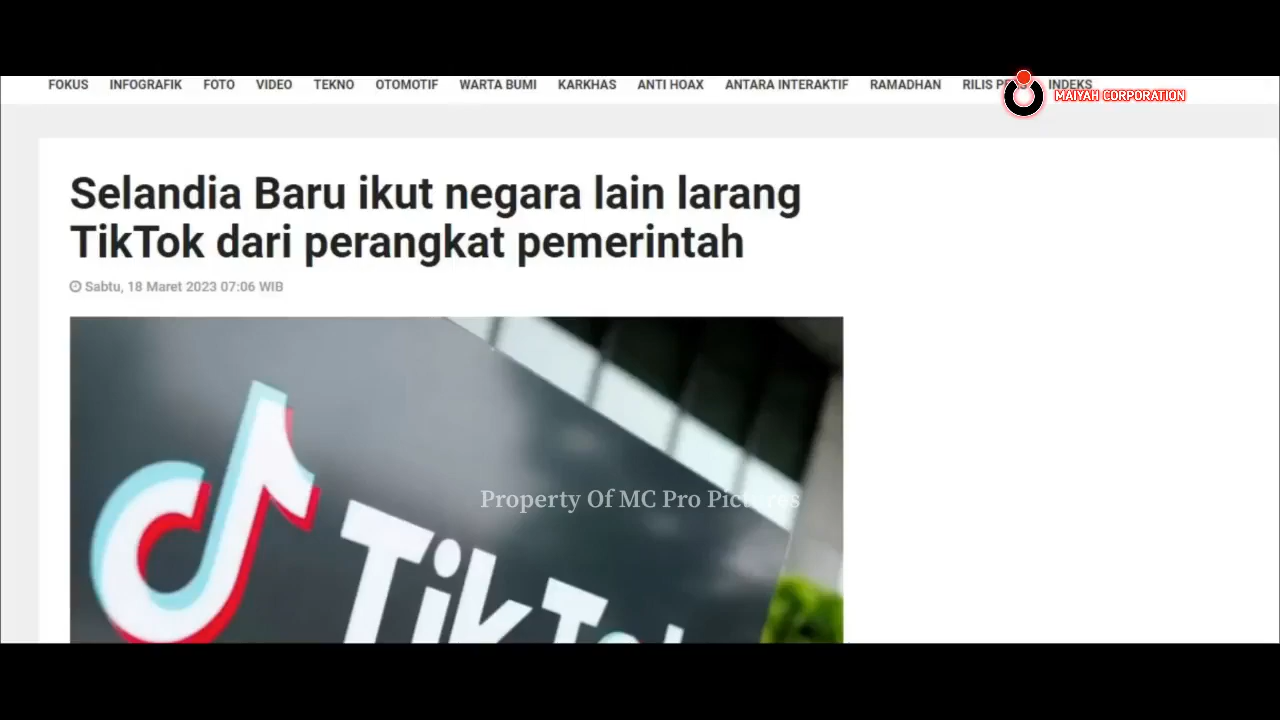 FOKUS INFOGRAFIK FOTO VIDEO TEKNO OTOMOTIF WARTA BUMI KARKHAS ANTI HOAX ANTARA INTERAKTIF RAMADHAN RILIS INDEKS
MAIYAH CORPORATION
Selandia Baru ikut negara lain larang
TikTok dari perangkat pemerintah
Sabtu, 18 Maret 2023 07:06 WIB
Property Of MC Pro Pictures
TikTok